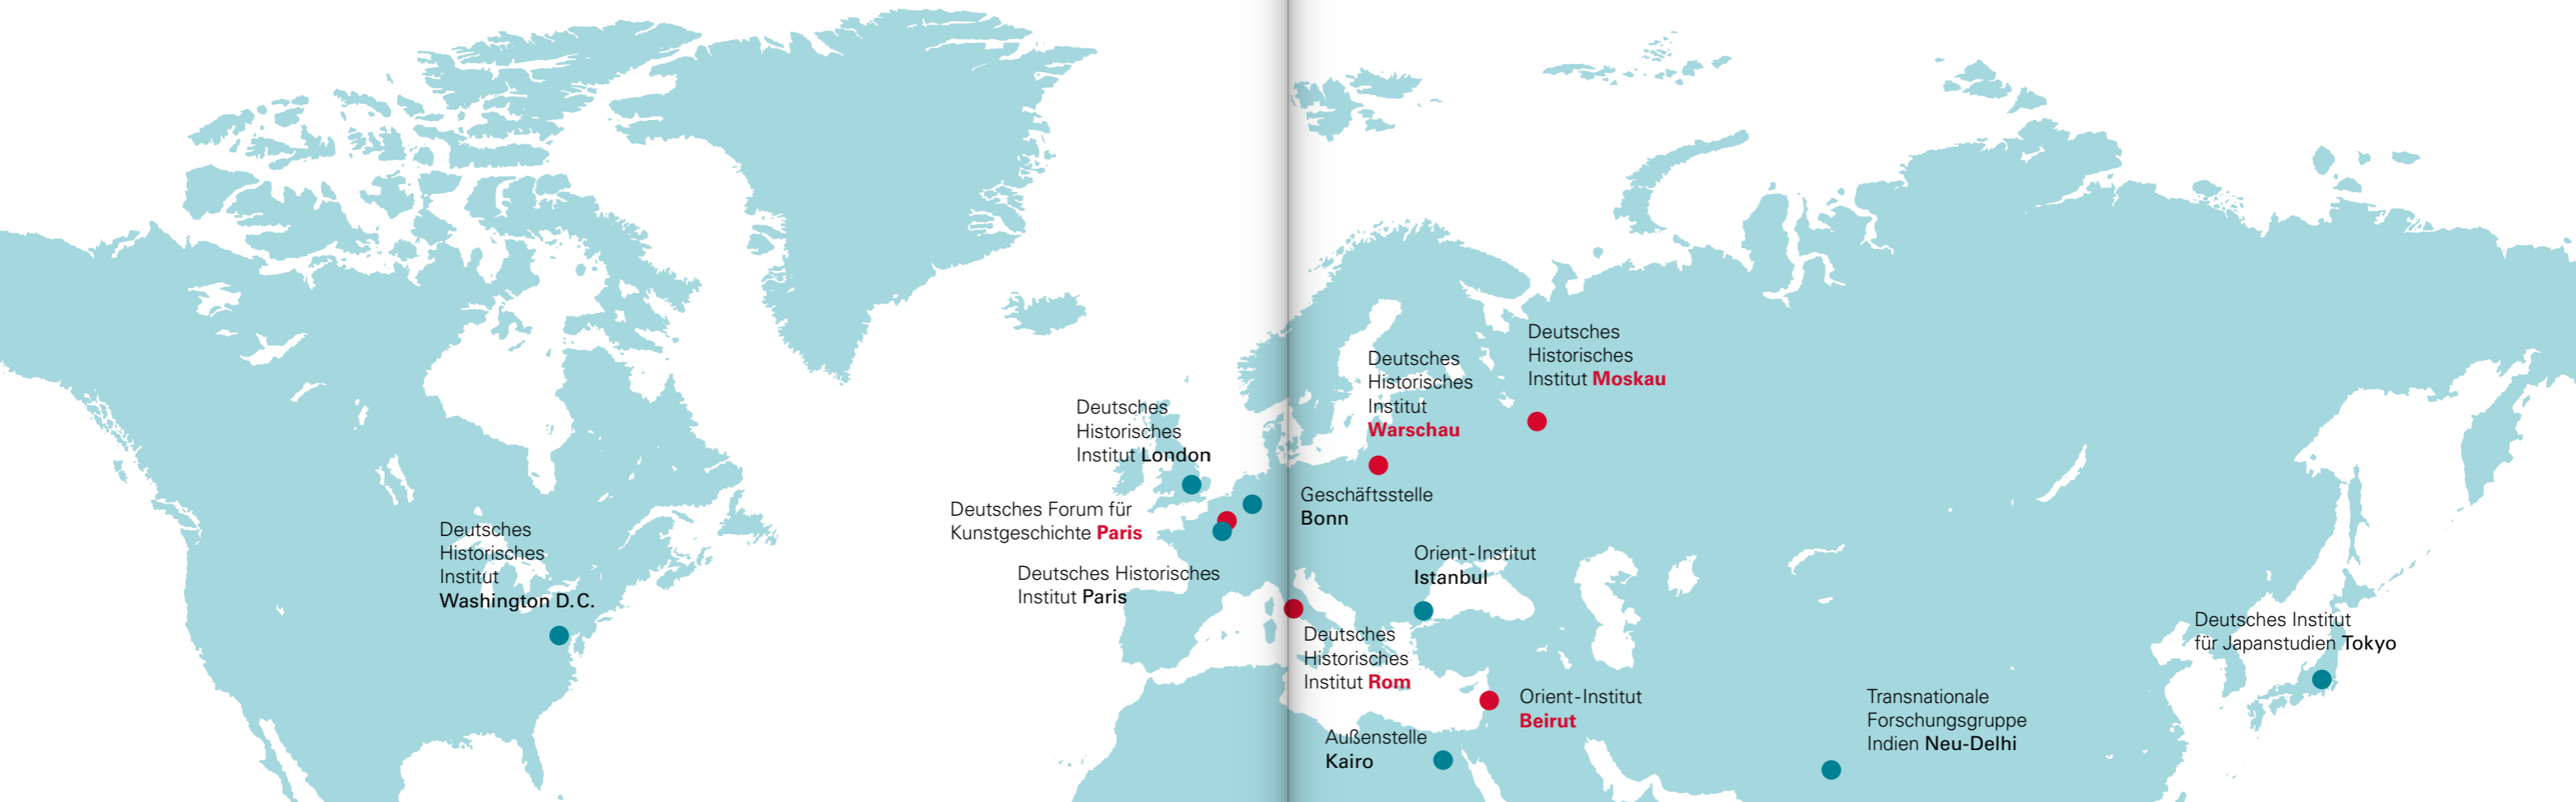 Deutsches
Historisches
Institut
Washington D.C.
Deutsches
Historisches
Institut London
Deutsches Forum für
Kunstgeschichte Paris
Deutsches Historisches
Institut Paris
Deutsches
Historisches
Institut
Warschau
Deutsches
Historisches
Institut Moskau
Geschäftsstelle
Bonn
Orient-Institut
Istanbul
Deutsches
Historisches
Institut Rom
Orient-Institut
Beirut
Außenstelle
Kairo
Transnationale
Forschungsgruppe
Indien Neu-Delhi
Deutsches Institut
für Japanstudien Tokyo